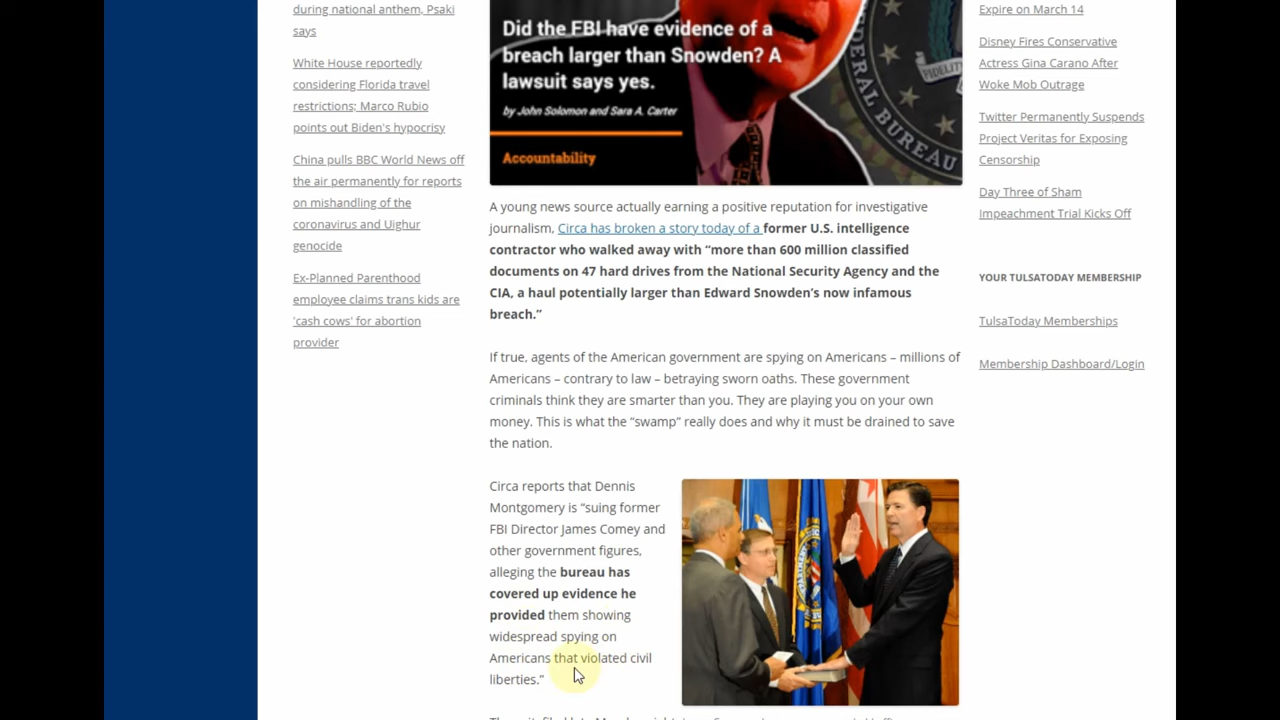 during national anthem, Psaki
says
White House reportedly
considering Florida travel
restrictions; Marco Rubio
points out Biden's hypocrisy
China pulls BBC World News off
the air permanently for reports
on mishandling of the
coronavirus and Uighur
genocide
Ex-Planned Parenthood
employee claims trans kids are
'cash cows' for abortion
provider
Did the FBI have evidence of a
breach larger than Snowden? A
lawsuit says yes.
by John Solomon and Sara A. Carter
Accountability
FIDELITY
FEDERAL BUREAU
A young news source actually earning a positive reputation for investigative
journalism, Circa has broken a story today of a former U.S. intelligence
contractor who walked away with “more than 600 million classified
documents on 47 hard drives from the National Security Agency and the
CIA, a haul potentially larger than Edward Snowden’s now infamous
breach.”
If true, agents of the American government are spying on Americans – millions of
Americans – contrary to law – betraying sworn oaths. These government
criminals think they are smarter than you. They are playing you on your own
money. This is what the “swamp” really does and why it must be drained to save
the nation.
Circa reports that Dennis
Montgomery is “suing former
FBI Director James Comey and
other government figures,
alleging the bureau has
covered up evidence he
provided them showing
widespread spying on
Americans that violated civil
liberties.”
Expire on March 14
Disney Fires Conservative
Actress Gina Carano After
Woke Mob Outrage
Twitter Permanently Suspends
Project Veritas for Exposing
Censorship
Day Three of Sham
Impeachment Trial Kicks Off
YOUR TULSATODAY MEMBERSHIP
TulsaToday Memberships
Membership Dashboard/Login